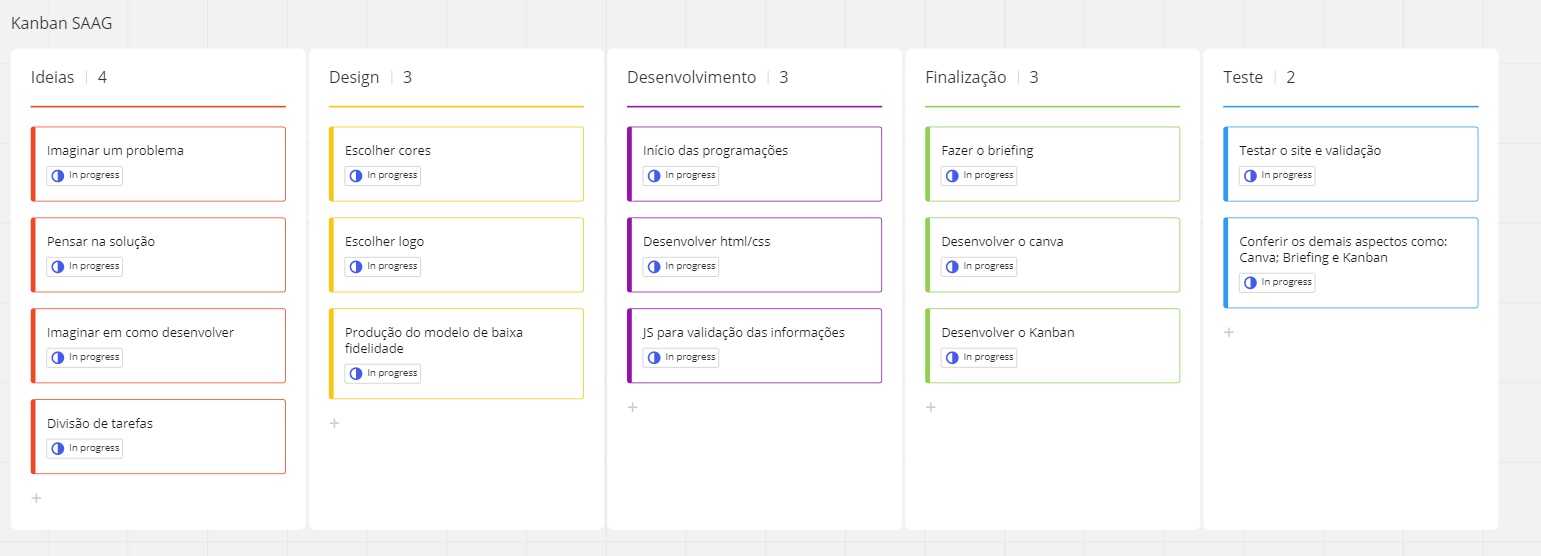 Kanban SAAG
Ideias | 4
Imaginar um problema
In progress
Pensar na solução
In progress
Imaginar em como desenvolver
In progress
Divisão de tarefas
In progress
+
Design | 3
Escolher cores
In progress
Escolher logo
In progress
Produção do modelo de baixa
fidelidade
In progress
+
Desenvolvimento | 3
Início das programações
In progress
Desenvolver html/css
In progress
JS para validação das informações
In progress
+
Finalização | 3
Fazer o briefing
In progress
Desenvolver o canva
In progress
Desenvolver o Kanban
In progress
+
Teste | 2
Testar o site e validação
In progress
Conferir os demais aspectos como:
Canva; Briefing e Kanban
In progress
+